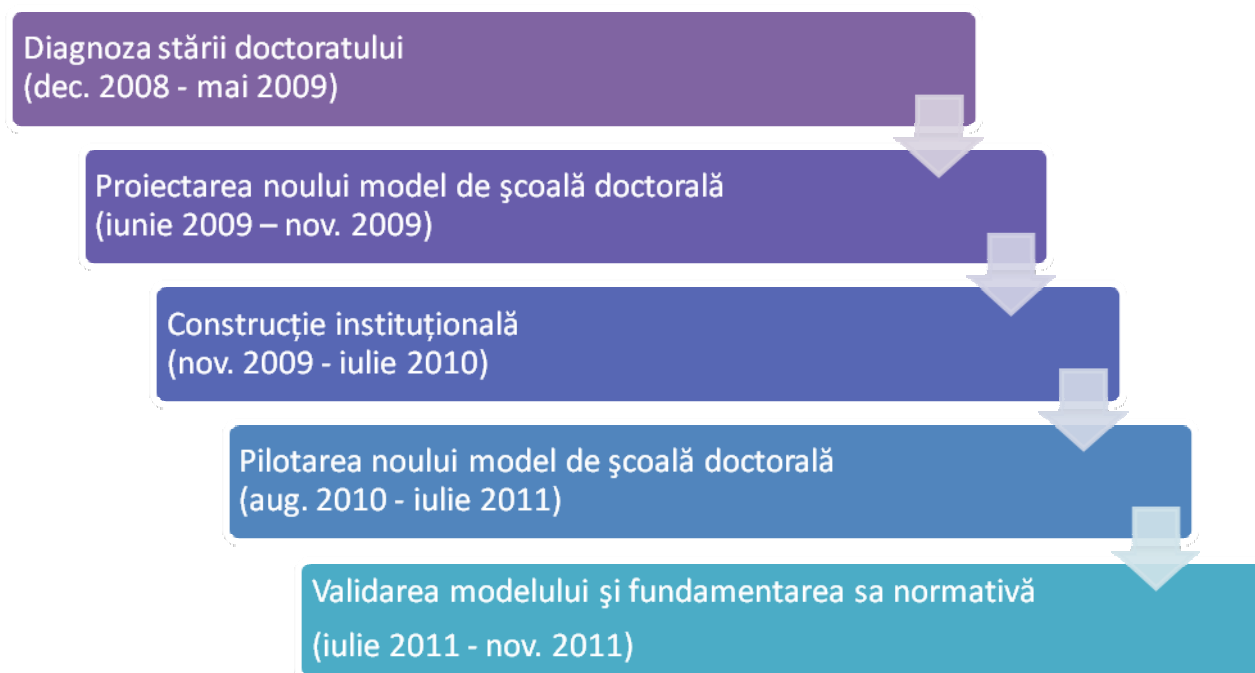 Diagnoza stării doctoratului
(dec. 2008 - mai 2009)
Proiectarea noului model de şcoală doctorală
(iunie 2009 – nov. 2009)
Construcție instituțională
(nov. 2009 - iulie 2010)
Pilotarea noului model de şcoală doctorală
(aug. 2010 - iulie 2011)
Validarea modelului şi fundamentarea sa normativă
(iulie 2011 - nov. 2011)